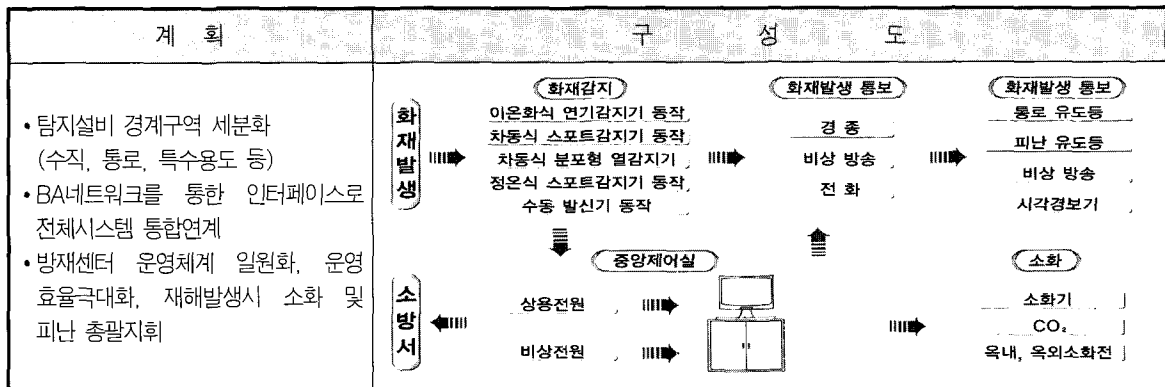 계 획
구 성 도
• 탐지설비 경계구역 세분화
(수직, 통로, 특수용도 등)
• BA네트워크를 통한 인터페이스로
전체시스템 통합연계
• 방재센터 운영체계 일원화, 운영
효율극대화, 재해발생시 소화 및
피난 총괄지휘
화재발생
화재감지
이온화식 연기감지기 동작
차동식 스포트감지기 동작
차동식 분포형 열감지기
정온식 스포트감지기 동작
수동 발신기 동작
화재발생 통보
경 종
비상 방송
전 화
화재발생 통보
통로 유도등
피난 유도등
비상 방송
시각경보기
소방서
중앙제어실
상용전원
비상전원
소화
소화기
CO₂
옥내, 옥외소화전